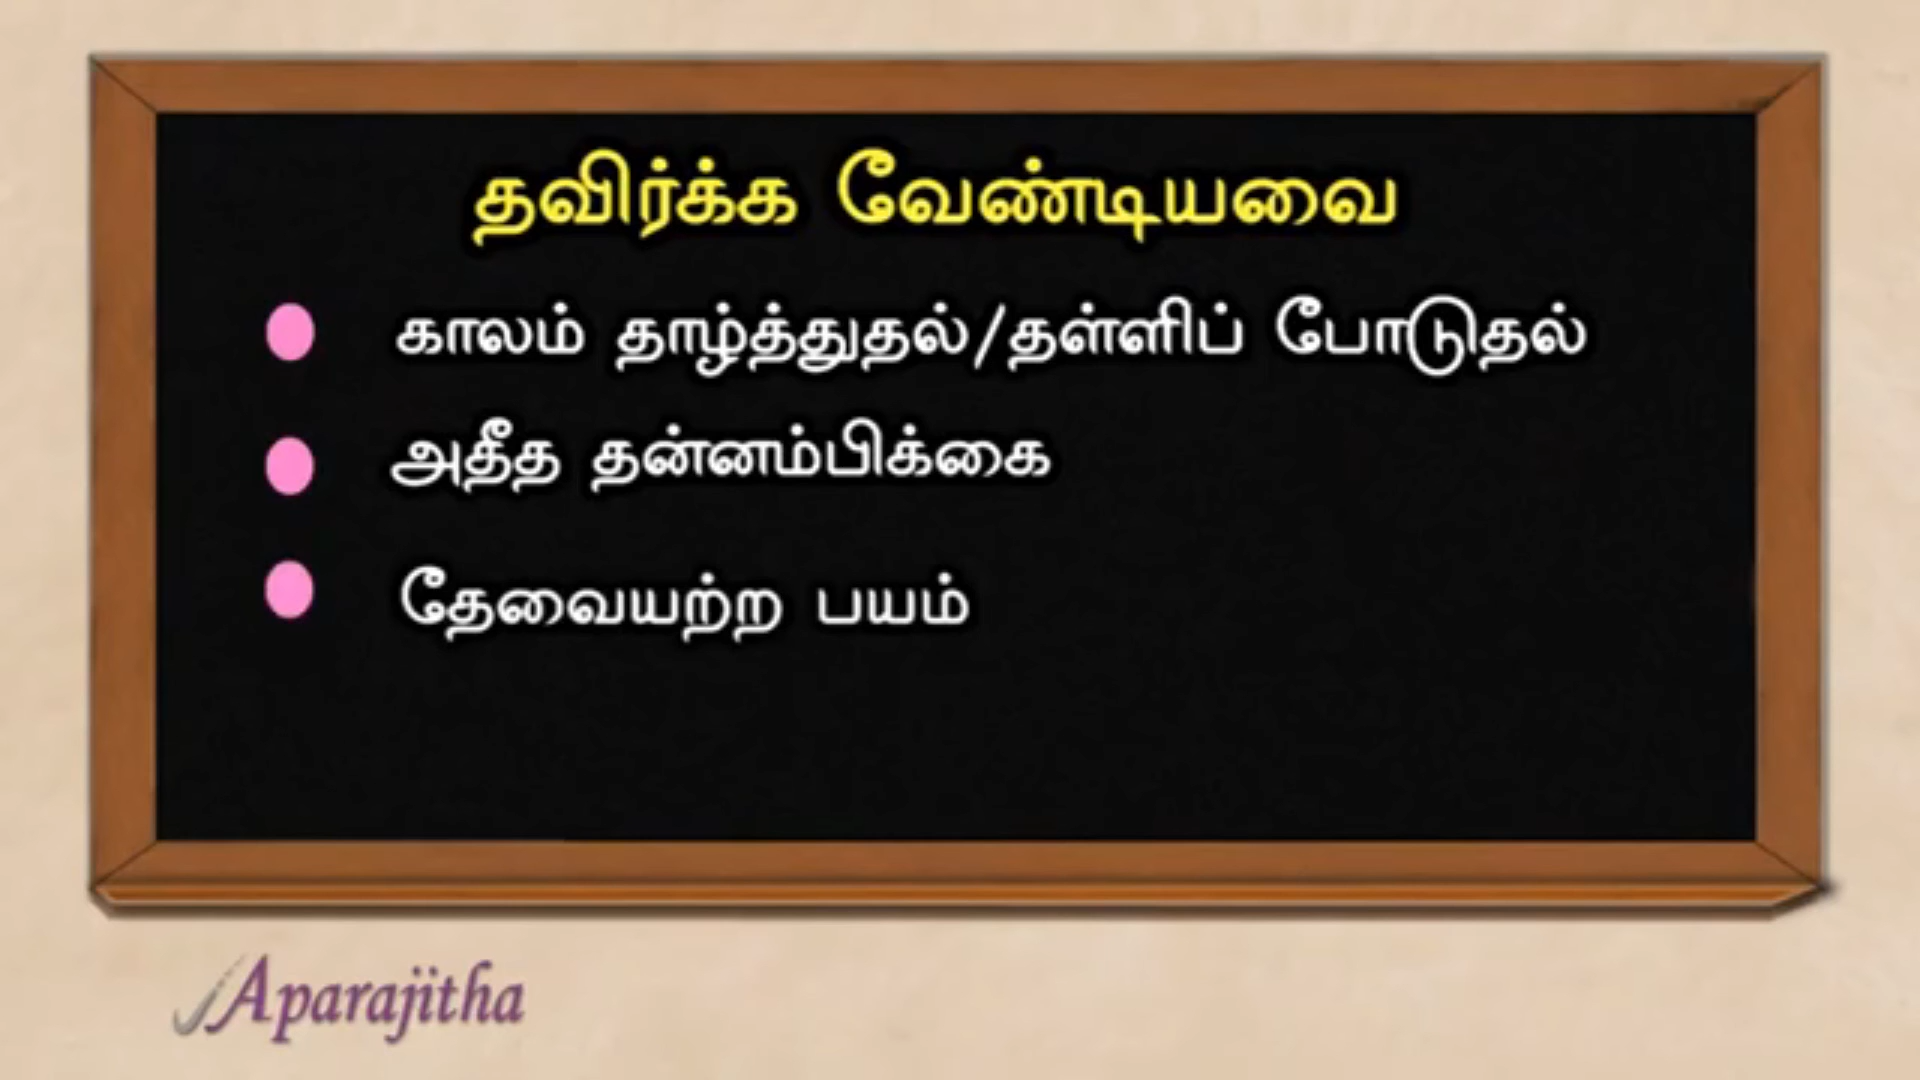 தவிர்க்க வேண்டியவை
காலம் தாழ்த்துதல்/தள்ளிப் போடுதல்
அதீத தன்னம்பிக்கை
தேவையற்ற பயம்
Aparajitha